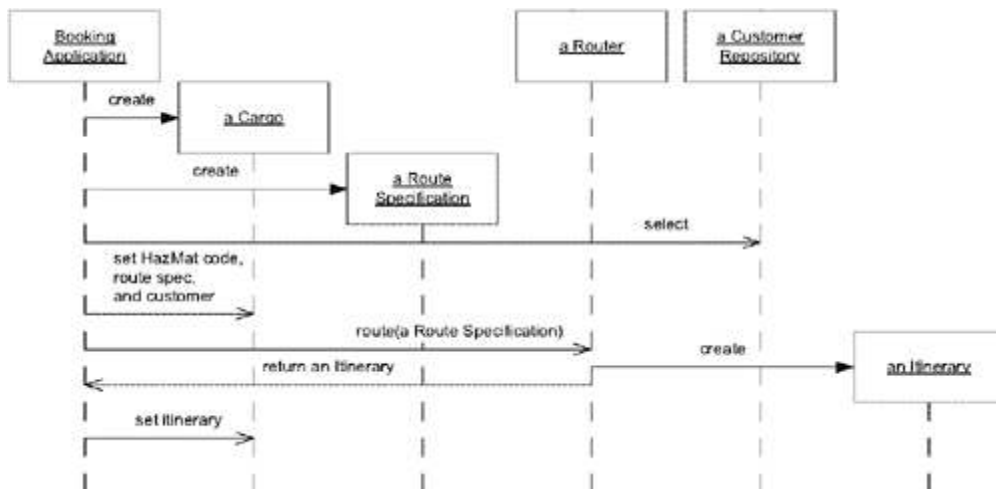 Booking
Application
a Router
a Customer
Repository
create
a Cargo
create
a Route
Specification
select
set HazMat code,
route spec,
and customer
route(a Route Specification)
create
return an Itinerary
an Itinerary
set itinerary